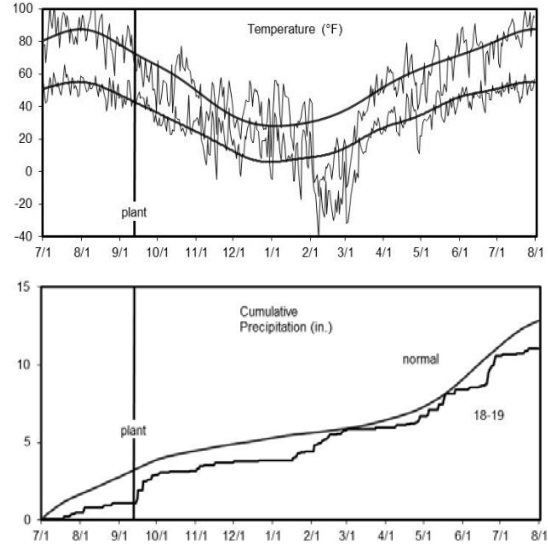 100
Temperature (°F)
80
60
40
20
0
-20
plant
-40
7/1 8/1 9/1 10/1 11/1 12/1 1/1 2/1 3/1 4/1 5/1 6/1 7/1 8/1
15
Cumulative
Precipitation (in.)
normal
10
18-19
plant
5
0
7/1 8/1 9/1 10/1 11/1 12/1 1/1 2/1 3/1 4/1 5/1 6/1 7/1 8/1